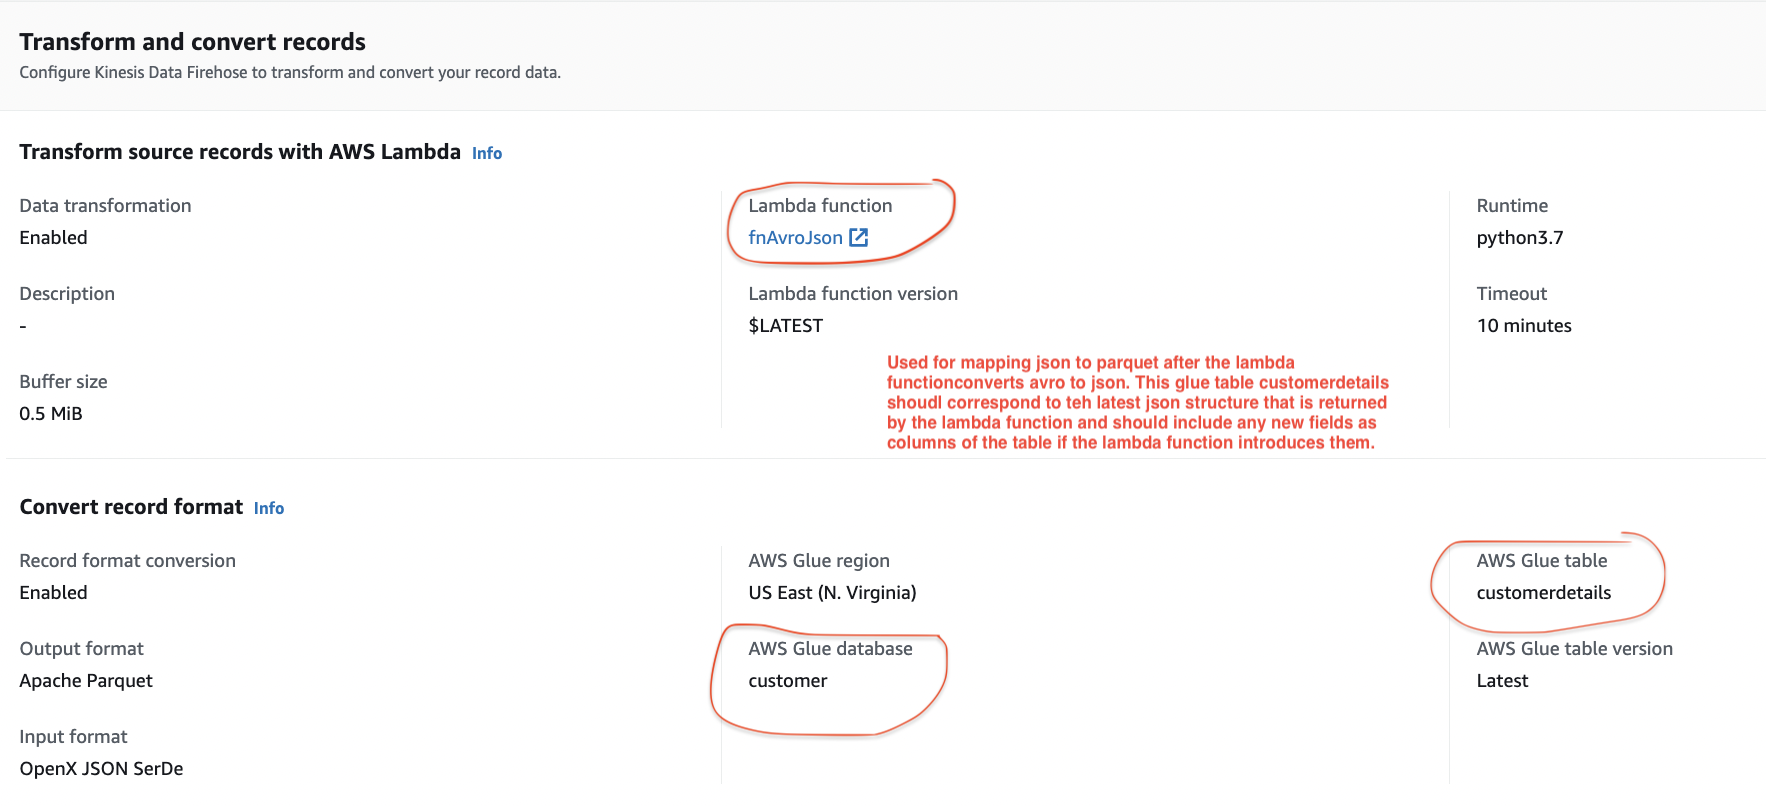 Transform and convert records
Configure Kinesis Data Firehose to transform and convert your record data.
Transform source records with AWS Lambda Info
Data transformation
Enabled
Description
-
Buffer size
0.5 MiB
Lambda function
fnAvroJson
Lambda function version
$LATEST
Runtime
python3.7
Timeout
10 minutes
Used for mapping json to parquet after the lambda
functionconverts avro to json. This glue table customerdetails
shoudl correspond to teh latest json structure that is returned
by the lambda function and should include any new fields as
columns of the table if the lambda function introduces them.
Convert record format Info
Record format conversion
Enabled
Output format
Apache Parquet
Input format
OpenX JSON SerDe
AWS Glue region
US East (N. Virginia)
AWS Glue database
customer
AWS Glue table
customerdetails
AWS Glue table version
Latest